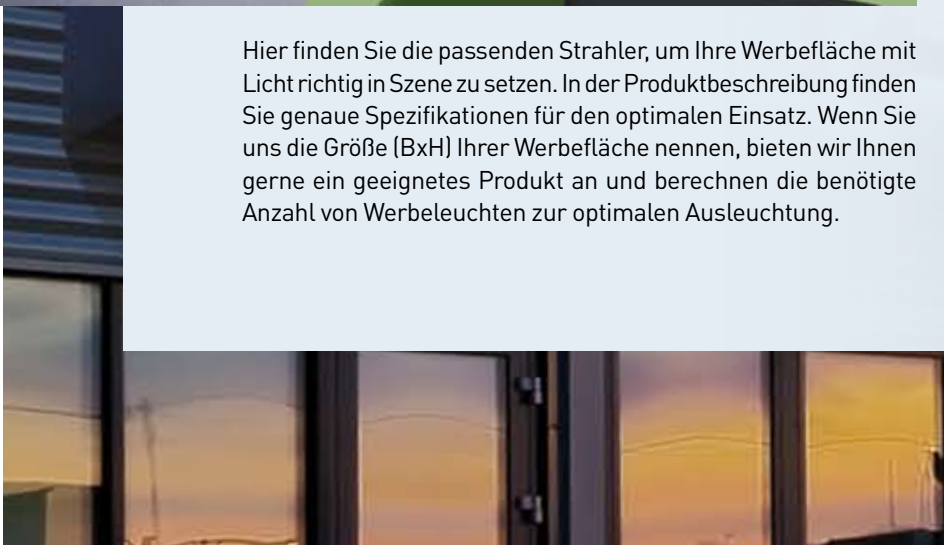 Hier finden Sie die passenden Strahler, um Ihre Werbefläche mit
Licht richtig in Szene zu setzen. In der Produktbeschreibung finden
Sie genaue Spezifikationen für den optimalen Einsatz. Wenn Sie
uns die Größe (BxH) Ihrer Werbefläche nennen, bieten wir Ihnen
gerne ein geeignetes Produkt an und berechnen die benötigte
Anzahl von Werbeleuchten zur optimalen Ausleuchtung.